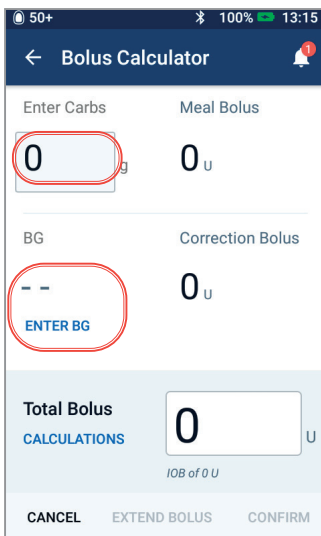 50+ 100% 13:15
Bolus Calculator 1
Enter Carbs Meal Bolus
0 g 0 U
BG Correction Bolus
-- 0 U
ENTER BG
Total Bolus 0 U
CALCULATIONS
IOB of 0 U
CANCEL EXTEND BOLUS CONFIRM